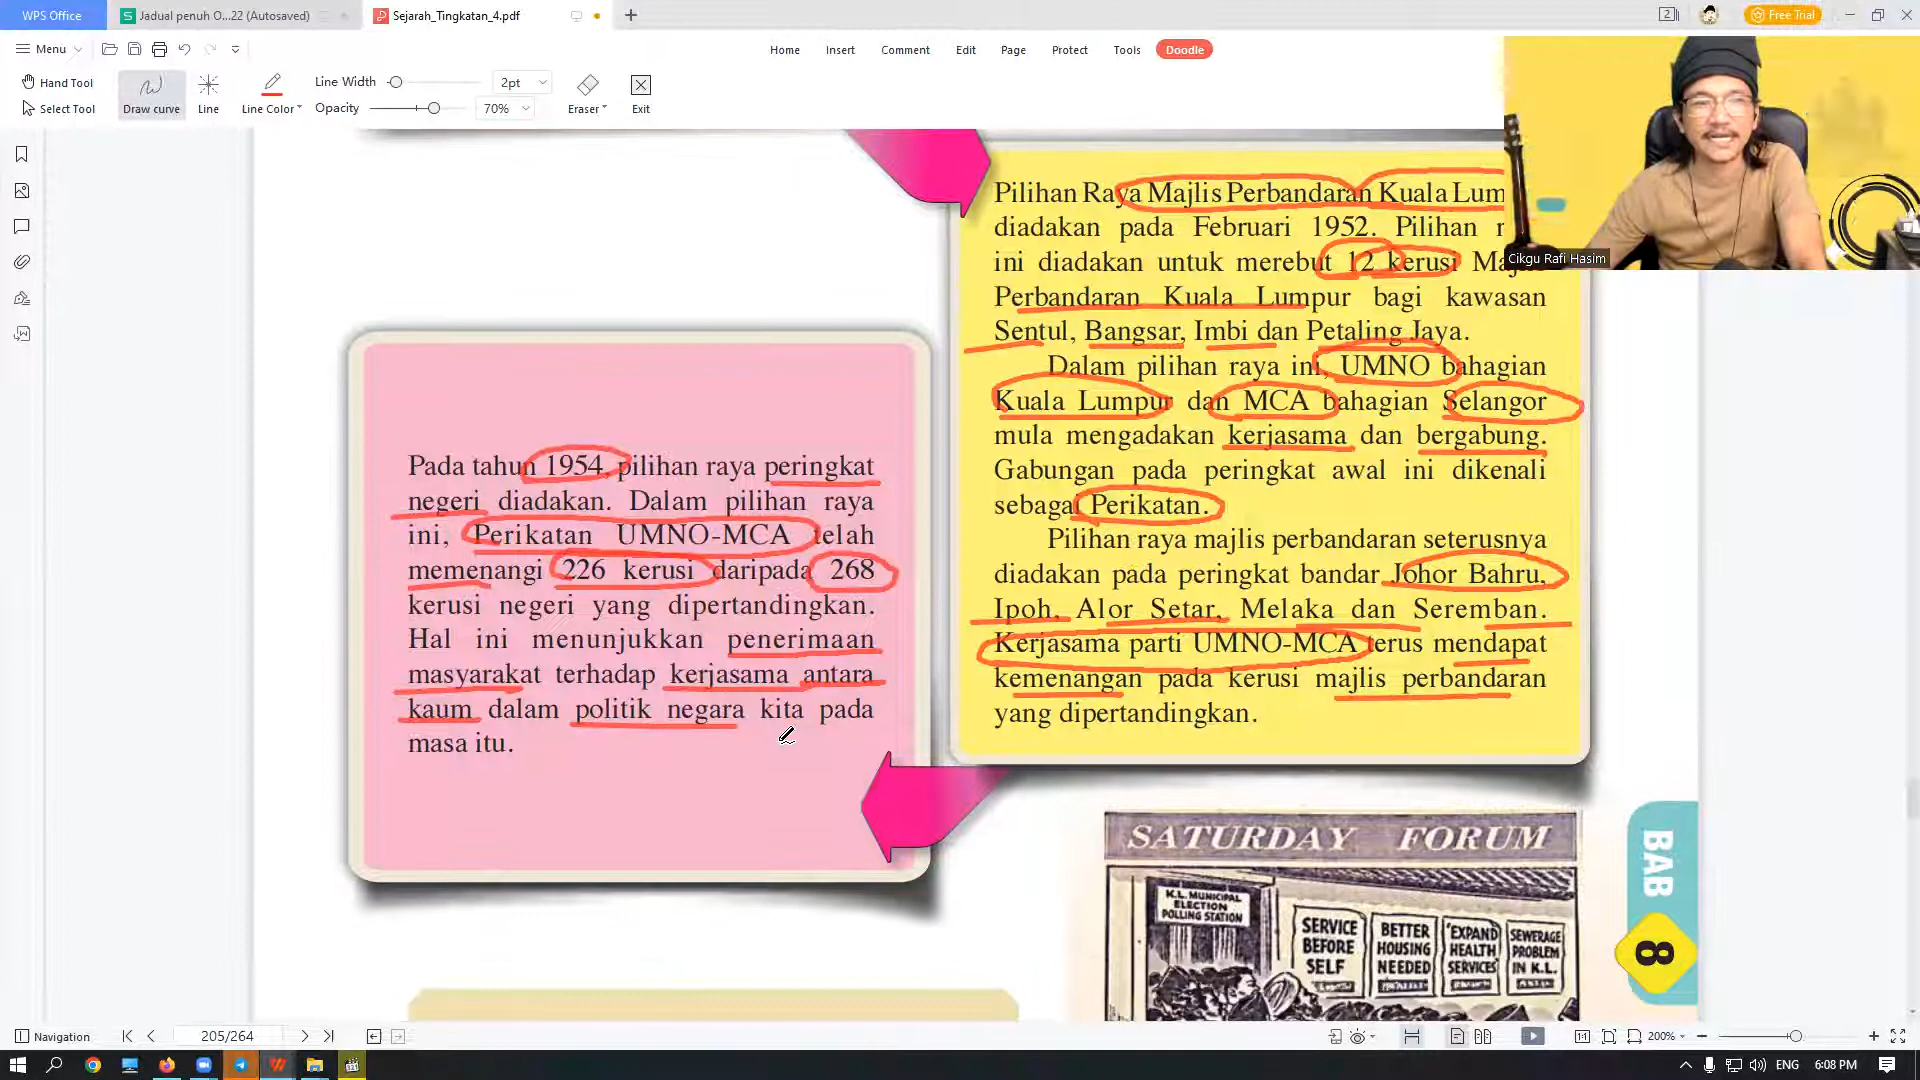 WPS Office
Jadual penuh O...22 (Autosaved)
Sejarah_Tingkatan_4.pdf
2
Free Trial
Menu
Home Insert Comment Edit Page Protect Tools Doodle
Hand Tool
Select Tool
Draw curve
Line
Line Color
Line Width 2pt
Opacity 70%
Eraser
Exit
Cikgu Rafi Hasim
Pilihan Raya Majlis Perbandaran Kuala Lum
diadakan pada Februari 1952. Pilihan r
ini diadakan untuk merebut 12 kerusi Maj
Perbandaran Kuala Lumpur bagi kawasan
Sentul, Bangsar, Imbi dan Petaling Jaya.
Dalam pilihan raya ini, UMNO bahagian
Kuala Lumpur dan MCA bahagian Selangor
mula mengadakan kerjasama dan bergabung.
Gabungan pada peringkat awal ini dikenali
sebagai Perikatan.
Pilihan raya majlis perbandaran seterusnya
diadakan pada peringkat bandar Johor Bahru,
Ipoh, Alor Setar, Melaka dan Seremban.
Kerjasama parti UMNO-MCA terus mendapat
kemenangan pada kerusi majlis perbandaran
yang dipertandingkan.
Pada tahun 1954, pilihan raya peringkat
negeri diadakan. Dalam pilihan raya
ini, Perikatan UMNO-MCA telah
memenangi 226 kerusi daripada 268
kerusi negeri yang dipertandingkan.
Hal ini menunjukkan penerimaan
masyarakat terhadap kerjasama antara
kaum dalam politik negara kita pada
masa itu.
SATURDAY FORUM
K.L. MUNICIPAL
ELECTION
POLLING STATION
SERVICE
BEFORE
SELF
BETTER
HOUSING
NEEDED
EXPAND
HEALTH
SERVICES
SEWERAGE
PROBLEM
IN K.L.
BAB
8
Navigation
205/264
1:1
200%
ENG
6:08 PM